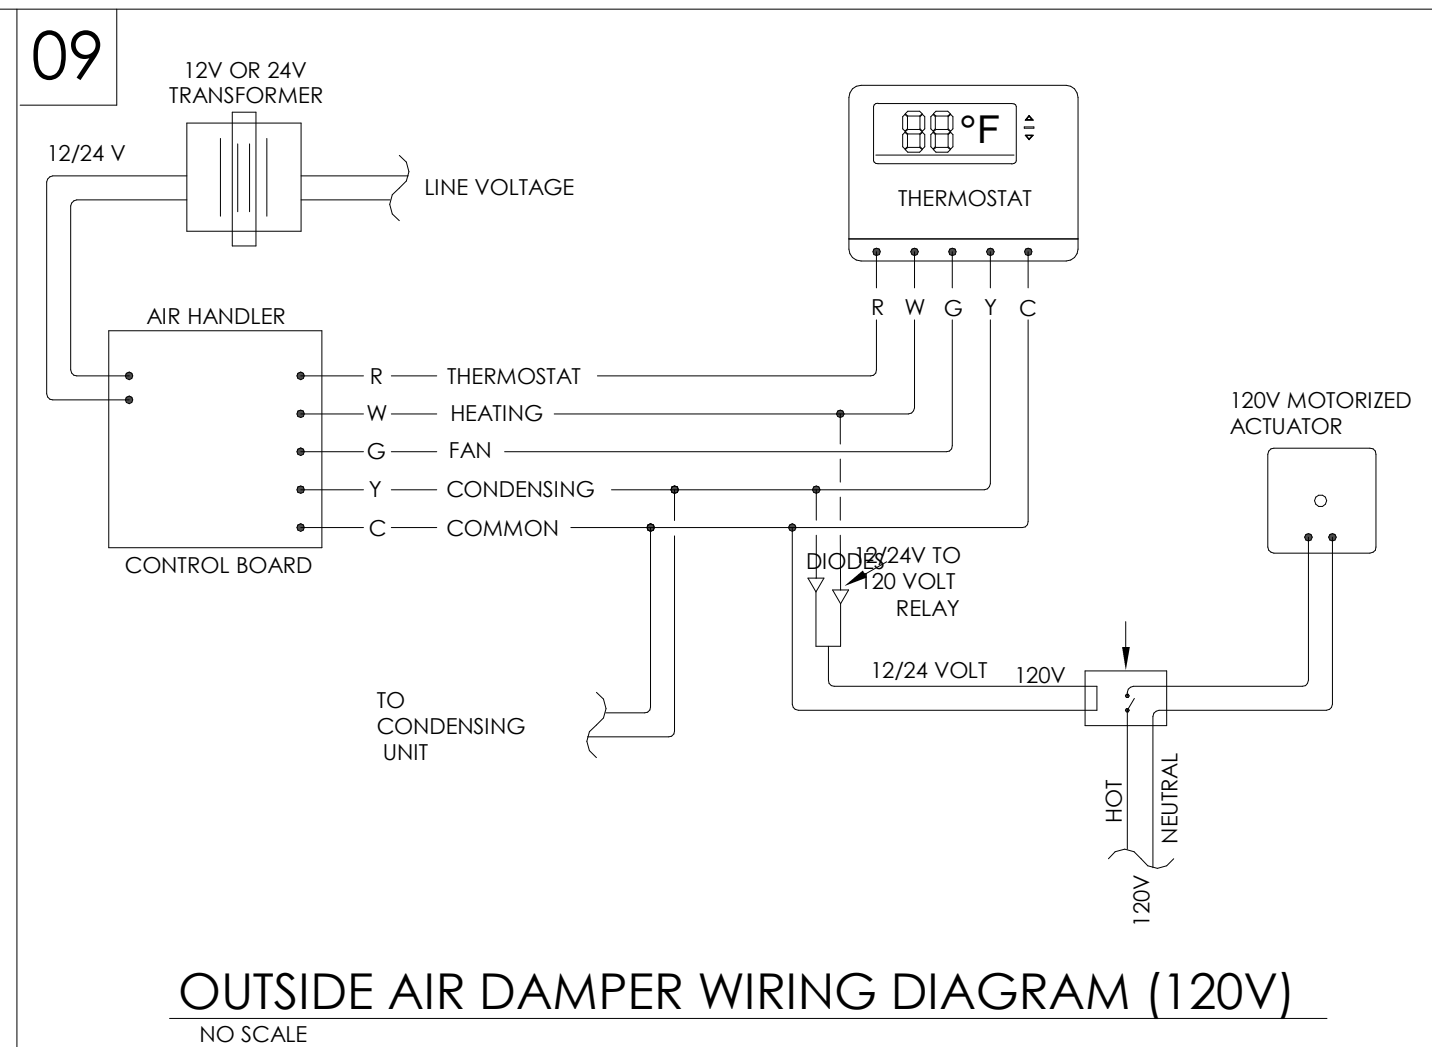 09
12V OR 24V
TRANSFORMER
12/24 V
LINE VOLTAGE
88°F
THERMOSTAT
R W G Y C
AIR HANDLER
R THERMOSTAT
W HEATING
G FAN
Y CONDENSING
C COMMON
CONTROL BOARD
120V MOTORIZED
ACTUATOR
DIODES
12/24V TO
120 VOLT
RELAY
12/24 VOLT
120V
TO
CONDENSING
UNIT
HOT
NEUTRAL
120V
OUTSIDE AIR DAMPER WIRING DIAGRAM (120V)
NO SCALE